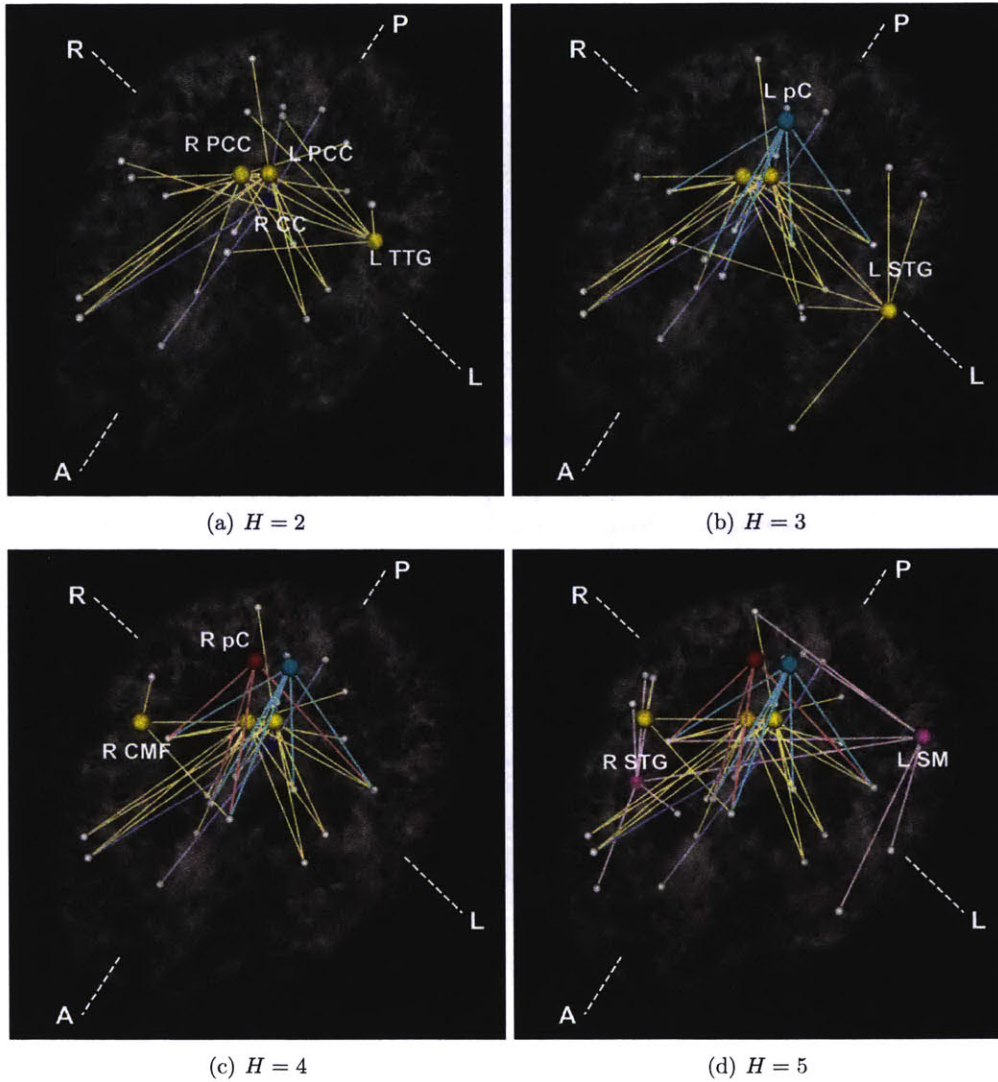 R P
R PCC L PCC
R CC
L TTG
L
A
(a) H = 2
R P
L pC
L STG
L
A
(b) H = 3
R P
R pC
R CMF
L
A
(c) H = 4
R P
R STG L SM
L
A
(d) H = 5